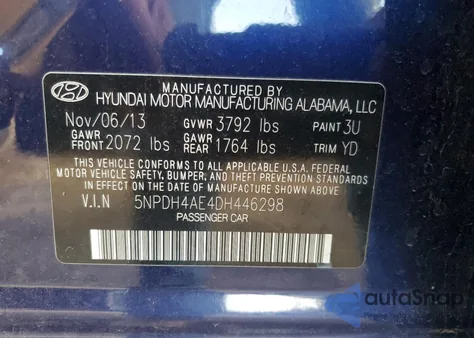 MANUFACTURED BY
HYUNDAI MOTOR MANUFACTURING ALABAMA, LLC
Nov/06/13 GVWR 3792 lbs PAINT 3U
GAWR FRONT 2072 lbs GAWR REAR 1764 lbs TRIM YD
THIS VEHICLE CONFORMS TO ALL APPLICABLE U.S.A. FEDERAL
MOTOR VEHICLE SAFETY, BUMPER, AND THEFT PREVENTION STANDARDS IN
EFFECT ON THE DATE OF MANUFACTURE SHOWN ABOVE.
V.I.N 5NPDH4AE4DH446298
PASSENGER CAR
autoSnap